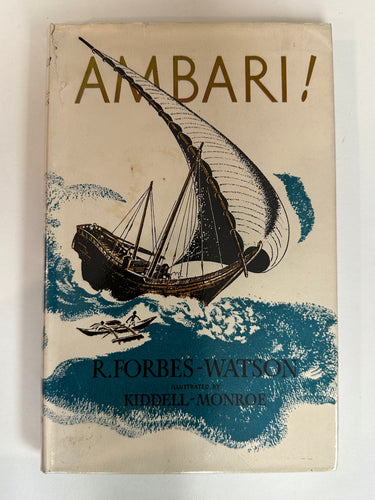 AMBARI!
R. FORBES-WATSON
ILLUSTRATED BY
KIDDELL-MONROE